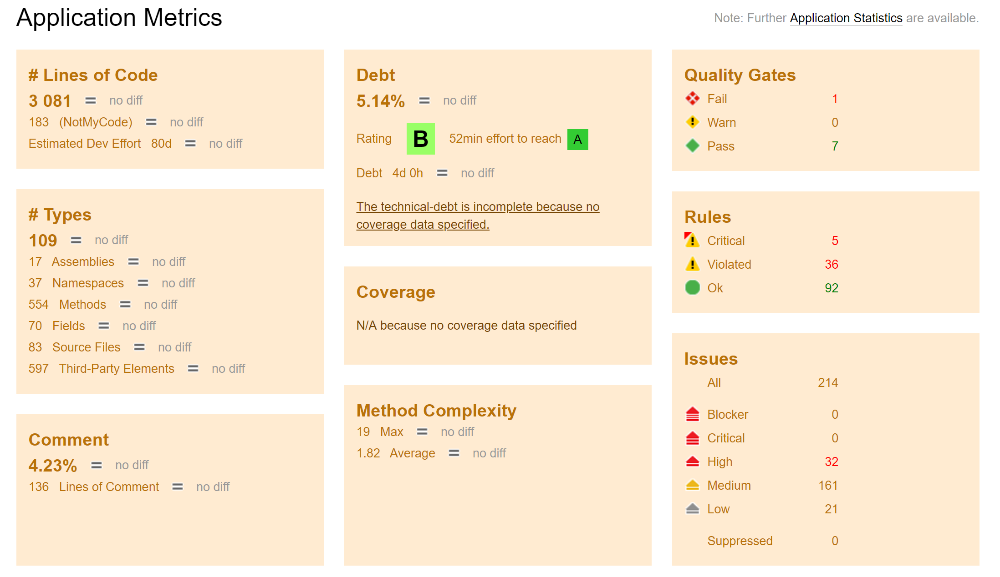 Application Metrics
Note: Further Application Statistics are available.
# Lines of Code
3 081 no diff
183 (NotMyCode) no diff
Estimated Dev Effort 80d no diff
# Types
109 no diff
17 Assemblies no diff
37 Namespaces no diff
554 Methods no diff
70 Fields no diff
83 Source Files no diff
597 Third-Party Elements no diff
Comment
4.23% no diff
136 Lines of Comment no diff
Debt
5.14% no diff
Rating B 52min effort to reach A
Debt 4d 0h no diff
The technical-debt is incomplete because no
coverage data specified.
Coverage
N/A because no coverage data specified
Method Complexity
19 Max no diff
1.82 Average no diff
Quality Gates
Fail 1
Warn 0
Pass 7
Rules
Critical 5
Violated 36
Ok 92
Issues
All 214
Blocker 0
Critical 0
High 32
Medium 161
Low 21
Suppressed 0